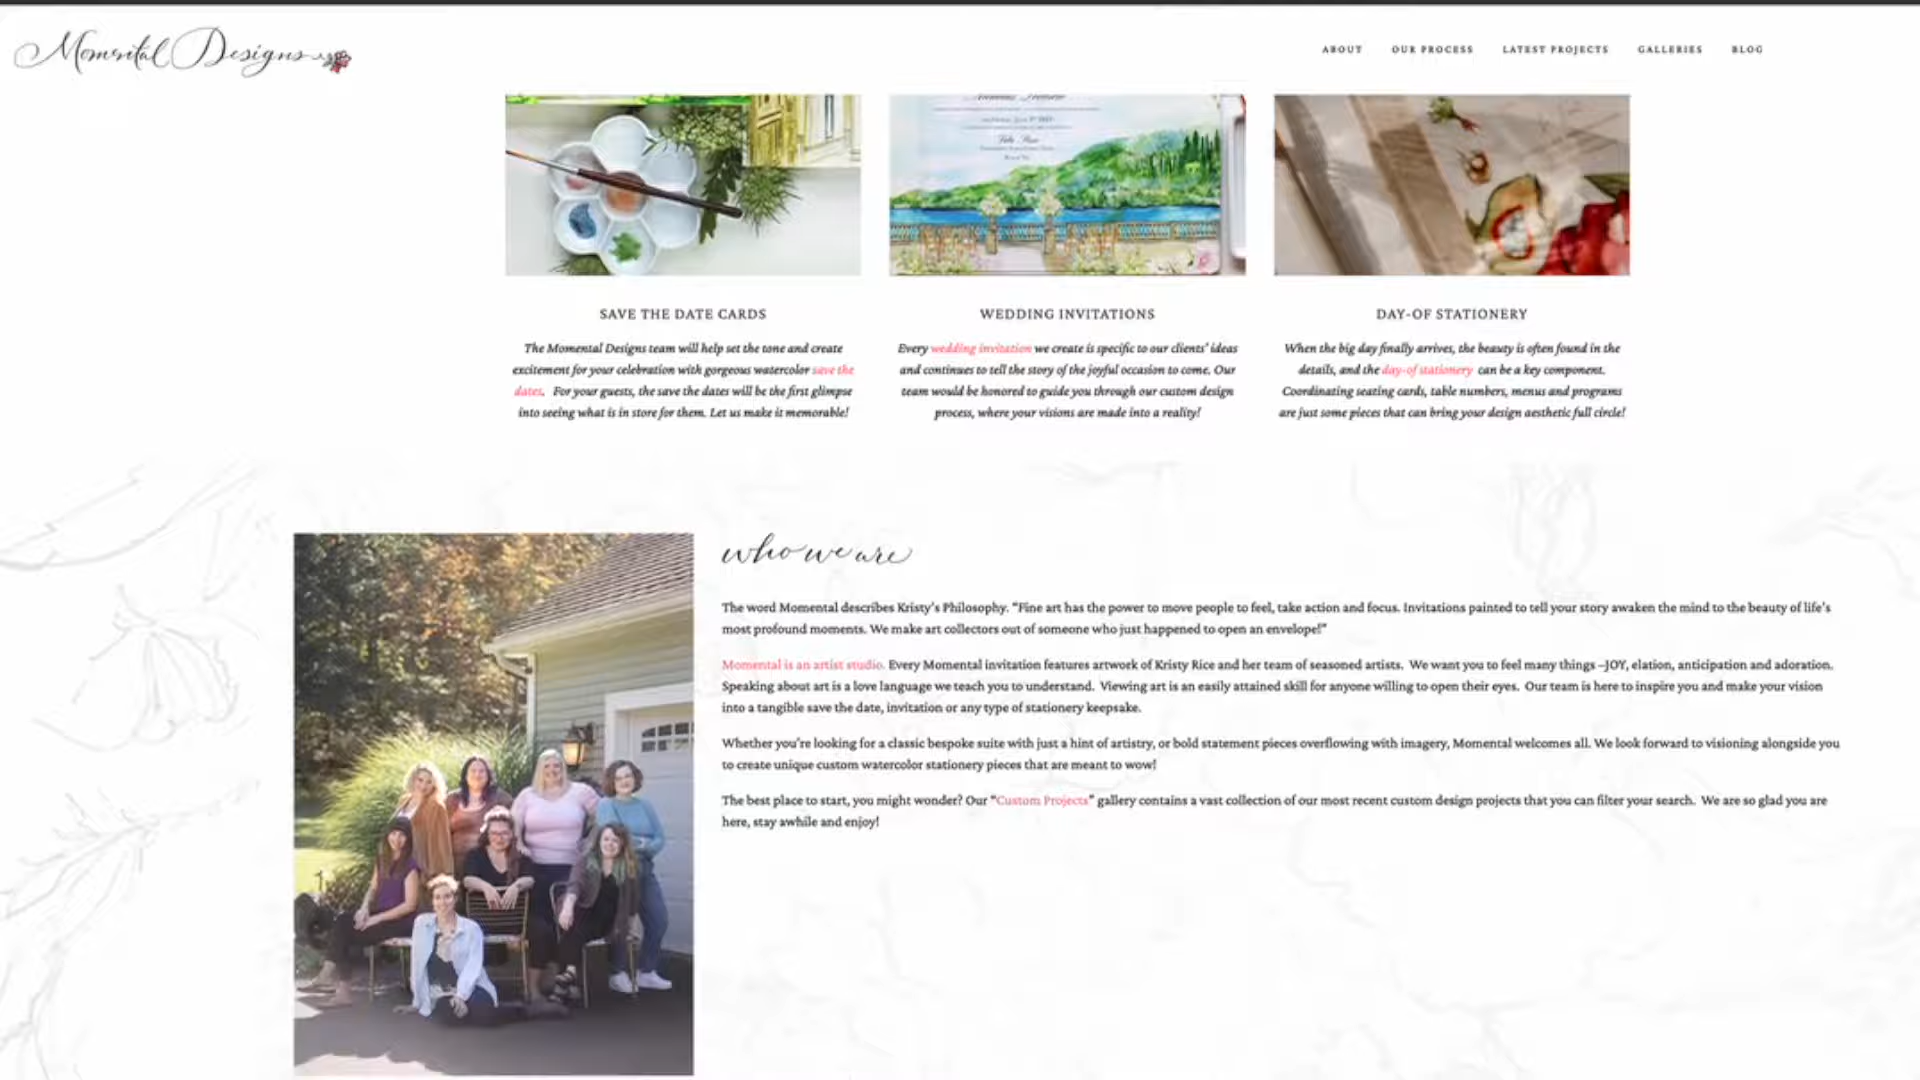 Momental Designs
ABOUT
OUR PROCESS
LATEST PROJECTS
GALLERIES
BLOG
SAVE THE DATE CARDS
The Momental Designs team will help set the tone and create
excitement for your celebration with gorgeous watercolor save the
dates. For your guests, the save the dates will be the first glimpse
into seeing what is in store for them. Let us make it memorable!
WEDDING INVITATIONS
Every wedding invitation we create is specific to our clients' ideas
and continues to tell the story of the joyful occasion to come. Our
team would be honored to guide you through our custom design
process, where your visions are made into a reality!
DAY-OF STATIONERY
When the big day finally arrives, the beauty is often found in the
details, and the day-of stationery can be a key component.
Coordinating seating cards, table numbers, menus and programs
are just some pieces that can bring your design aesthetic full circle!
who we are
The word Momental describes Kristy's Philosophy. "Fine art has the power to move people to feel, take action and focus. Invitations painted to tell your story awaken the mind to the beauty of life's
most profound moments. We make art collectors out of someone who just happened to open an envelope!"
Momental is an artist studio. Every Momental invitation features artwork of Kristy Rice and her team of seasoned artists. We want you to feel many things –JOY, elation, anticipation and adoration.
Speaking about art is a love language we teach you to understand. Viewing art is an easily attained skill for anyone willing to open their eyes. Our team is here to inspire you and make your vision
into a tangible save the date, invitation or any type of stationery keepsake.
Whether you're looking for a classic bespoke suite with just a hint of artistry, or bold statement pieces overflowing with imagery, Momental welcomes all. We look forward to visioning alongside you
to create unique custom watercolor stationery pieces that are meant to wow!
The best place to start, you might wonder? Our "Custom Projects" gallery contains a vast collection of our most recent custom design projects that you can filter your search. We are so glad you are
here, stay awhile and enjoy!